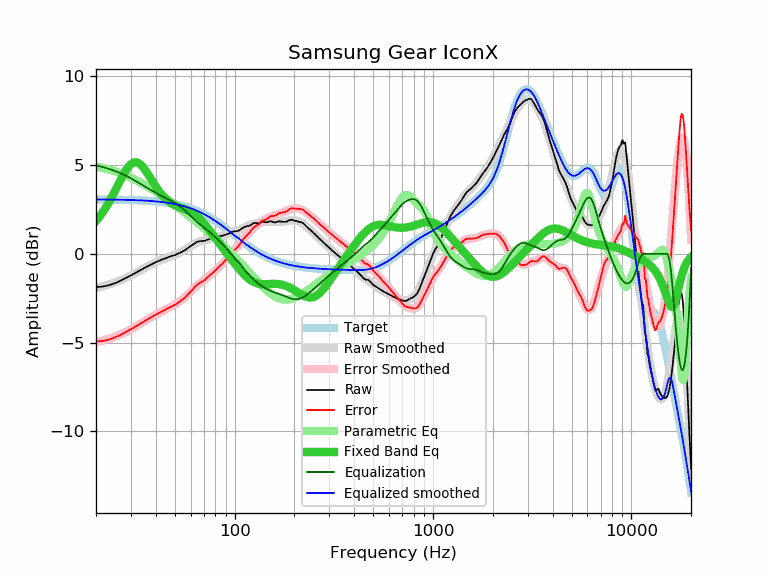 Samsung Gear IconX
10
5
0
−5
−10
Amplitude (dBr)
Target
Raw Smoothed
Error Smoothed
Raw
Error
Parametric Eq
Fixed Band Eq
Equalization
Equalized smoothed
100
1000
10000
Frequency (Hz)